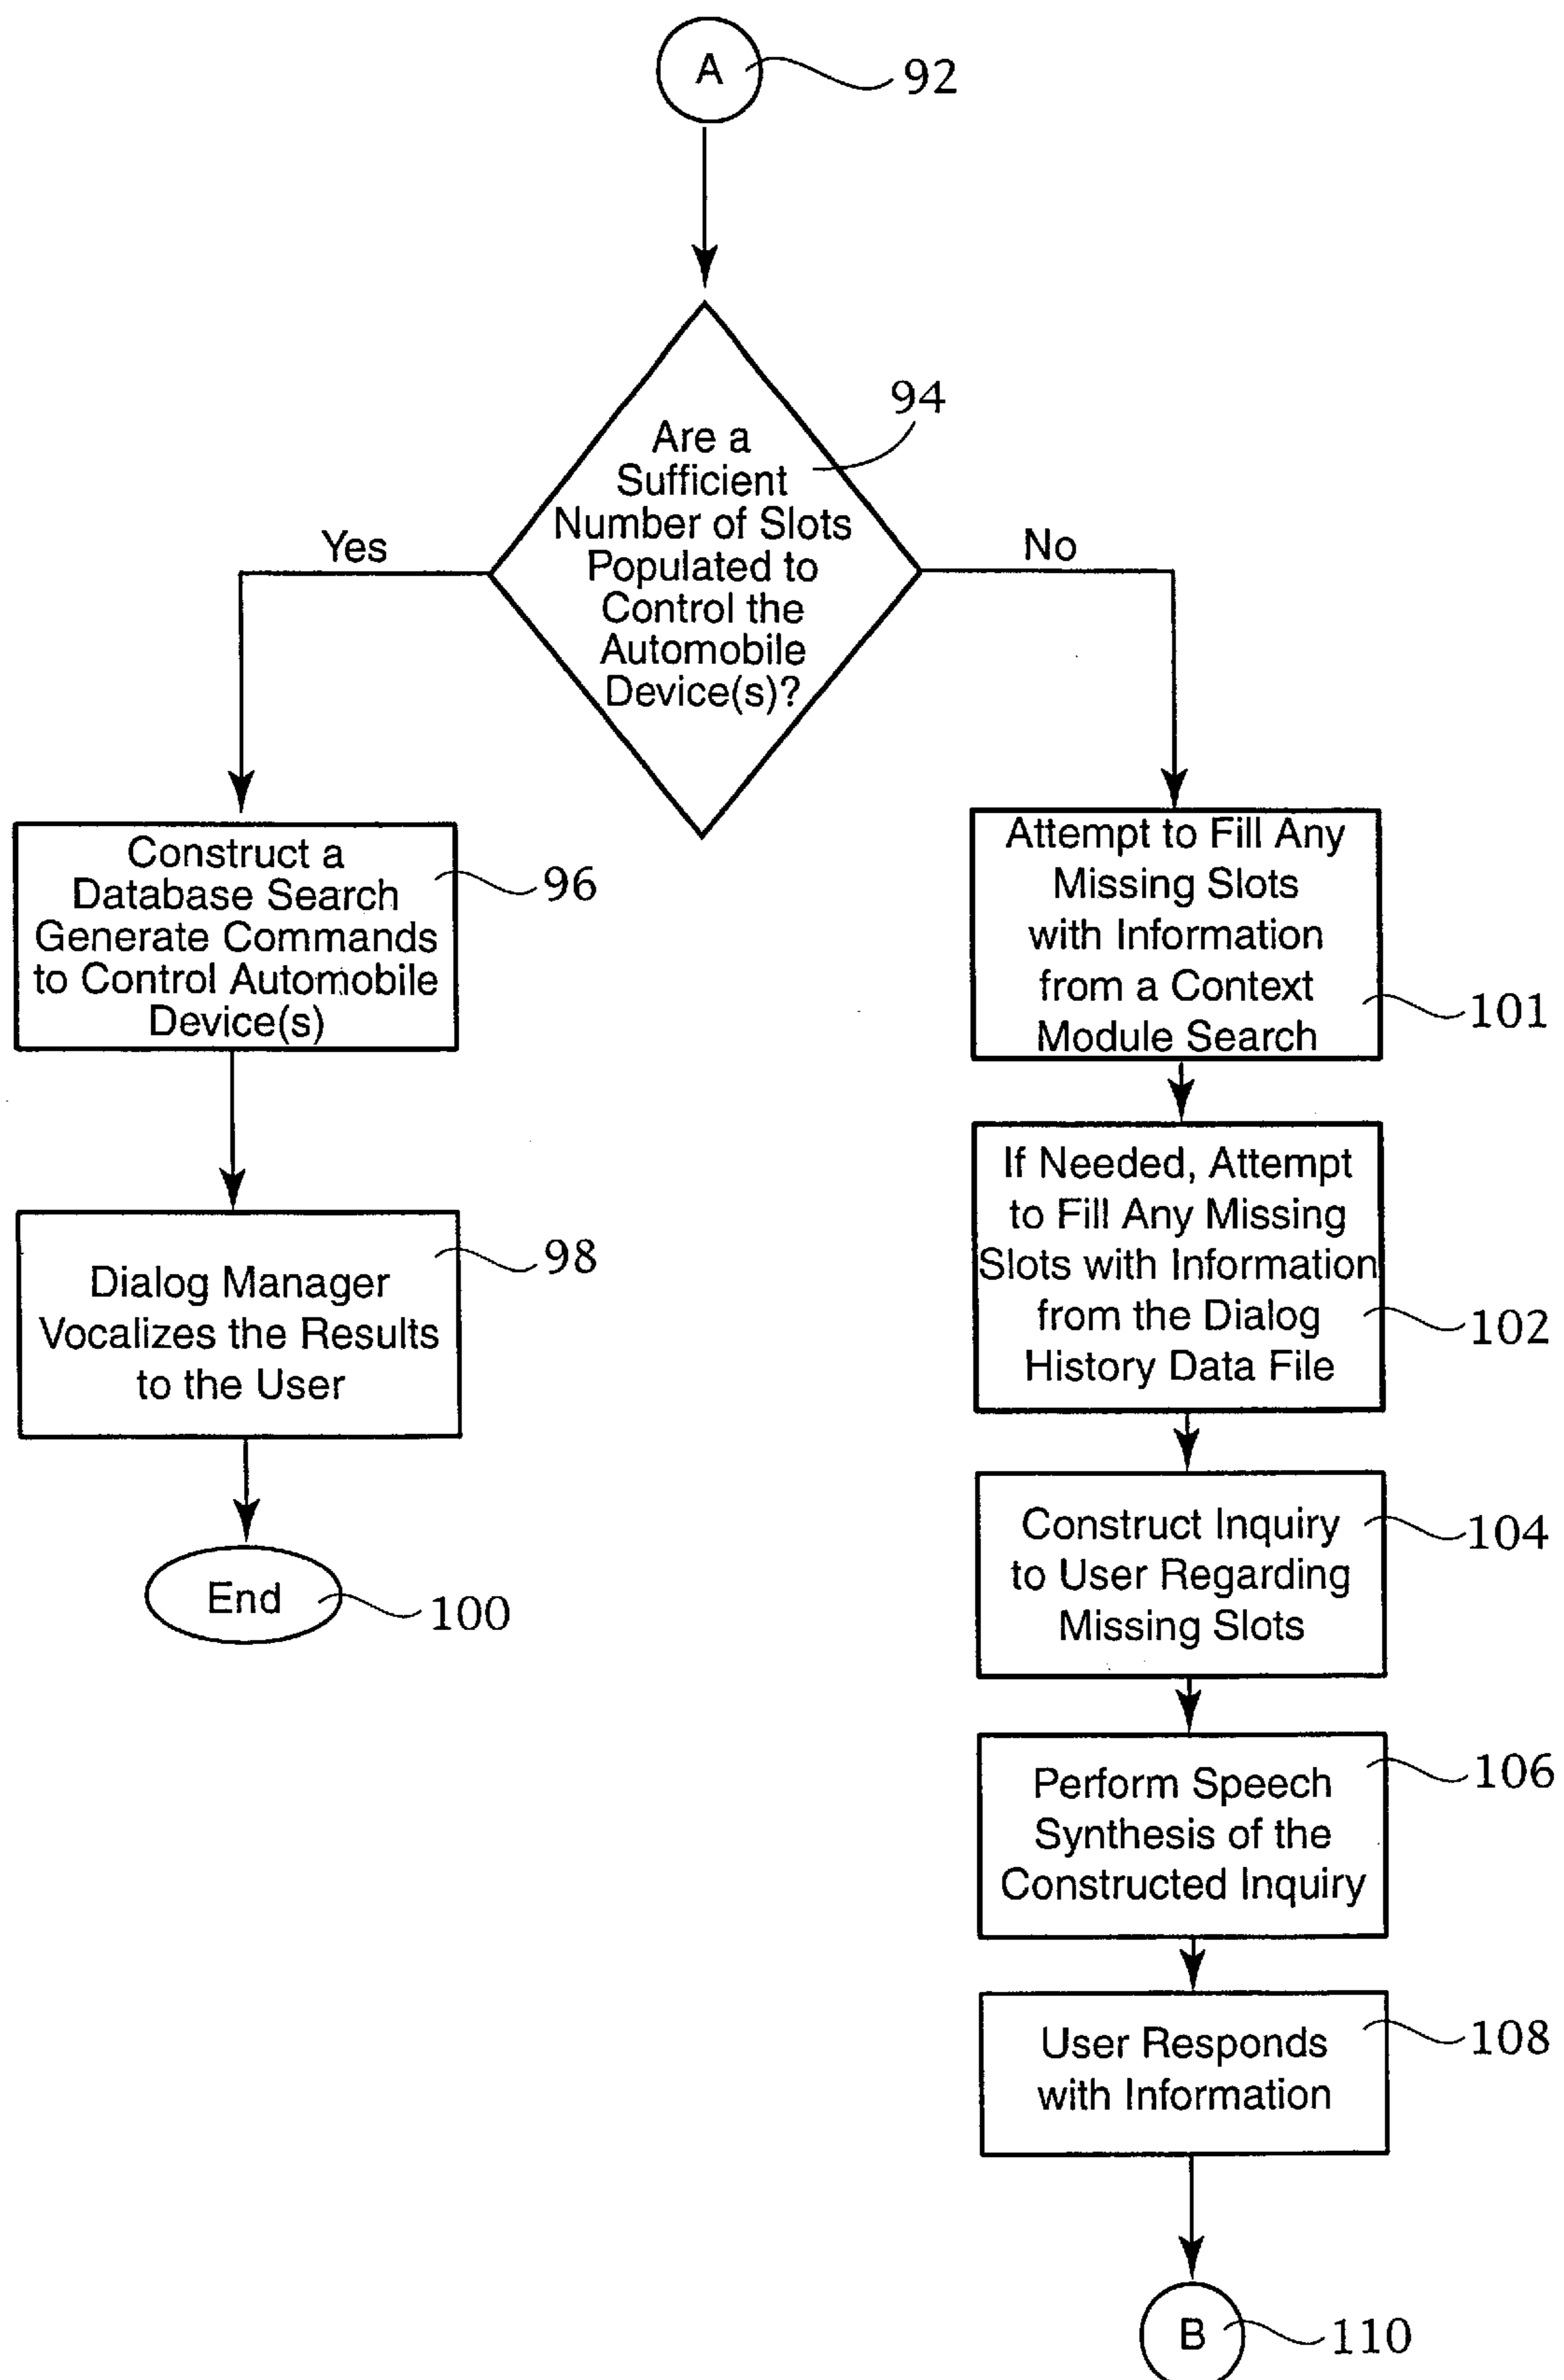 A
92
94
Are a
Sufficient
Number of Slots
Populated to
Control the
Automobile
Device(s)?
Yes
No
Construct a
Database Search
Generate Commands
to Control Automobile
Device(s)
96
Dialog Manager
Vocalizes the Results
to the User
98
End
100
Attempt to Fill Any
Missing Slots
with Information
from a Context
Module Search
101
If Needed, Attempt
to Fill Any Missing
Slots with Information
from the Dialog
History Data File
102
Construct Inquiry
to User Regarding
Missing Slots
104
Perform Speech
Synthesis of the
Constructed Inquiry
106
User Responds
with Information
108
B
110